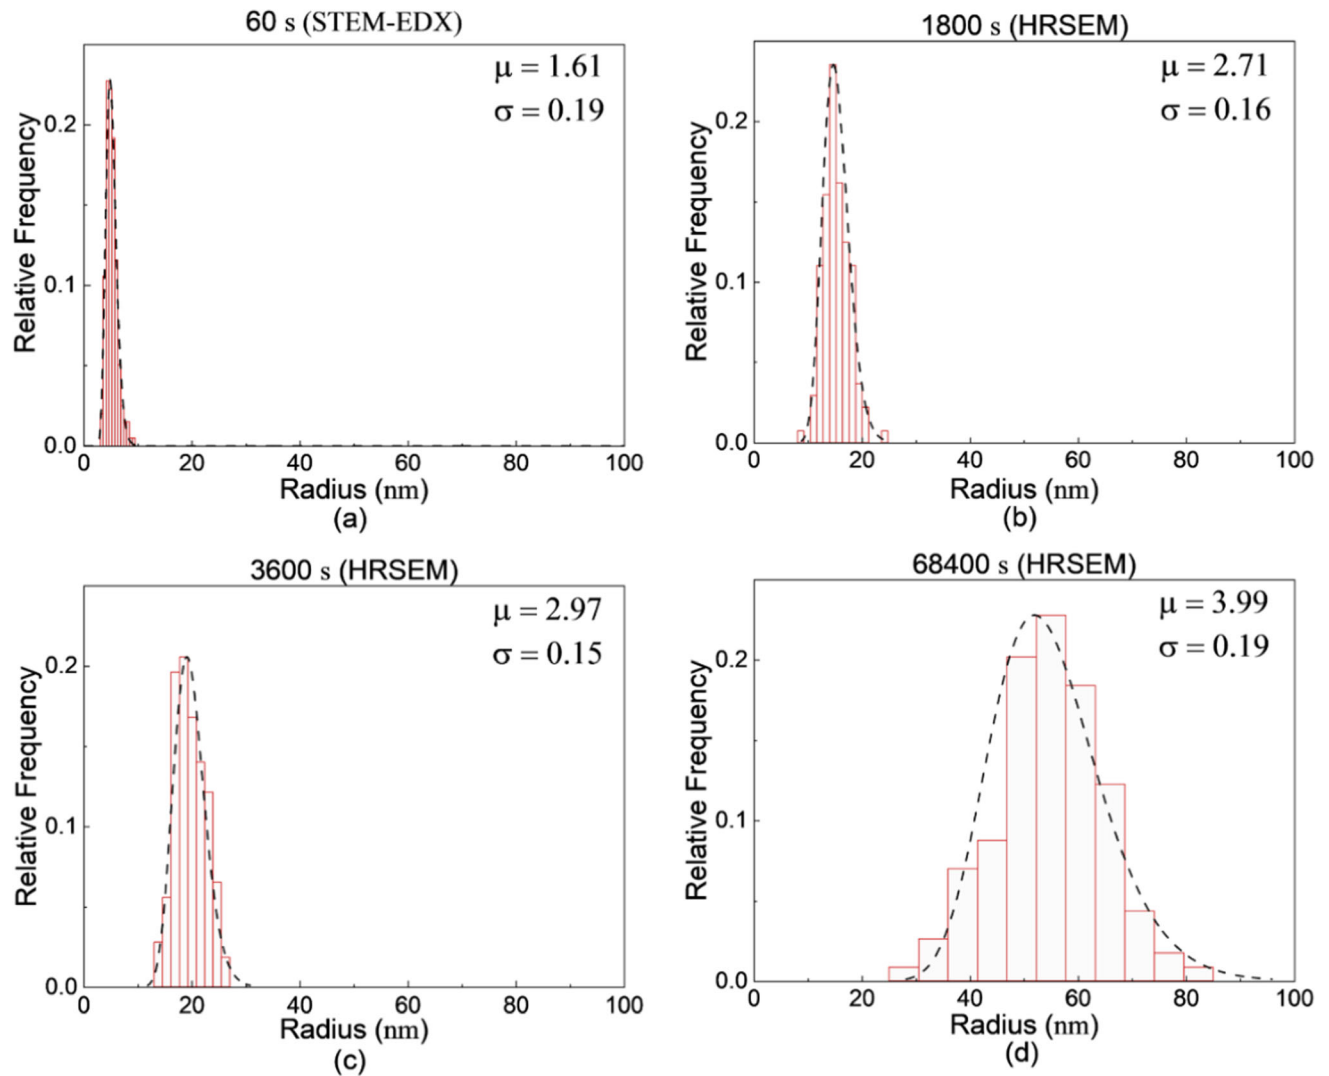 60 s (STEM-EDX)
μ = 1.61
σ = 0.19
Relative Frequency
0.2
0.1
0.0
0 20 40 60 80 100
Radius (nm)
(a)
1800 s (HRSEM)
μ = 2.71
σ = 0.16
Relative Frequency
0.2
0.1
0.0
0 20 40 60 80 100
Radius (nm)
(b)
3600 s (HRSEM)
μ = 2.97
σ = 0.15
Relative Frequency
0.2
0.1
0.0
0 20 40 60 80 100
Radius (nm)
(c)
68400 s (HRSEM)
μ = 3.99
σ = 0.19
Relative Frequency
0.2
0.1
0.0
0 20 40 60 80 100
Radius (nm)
(d)